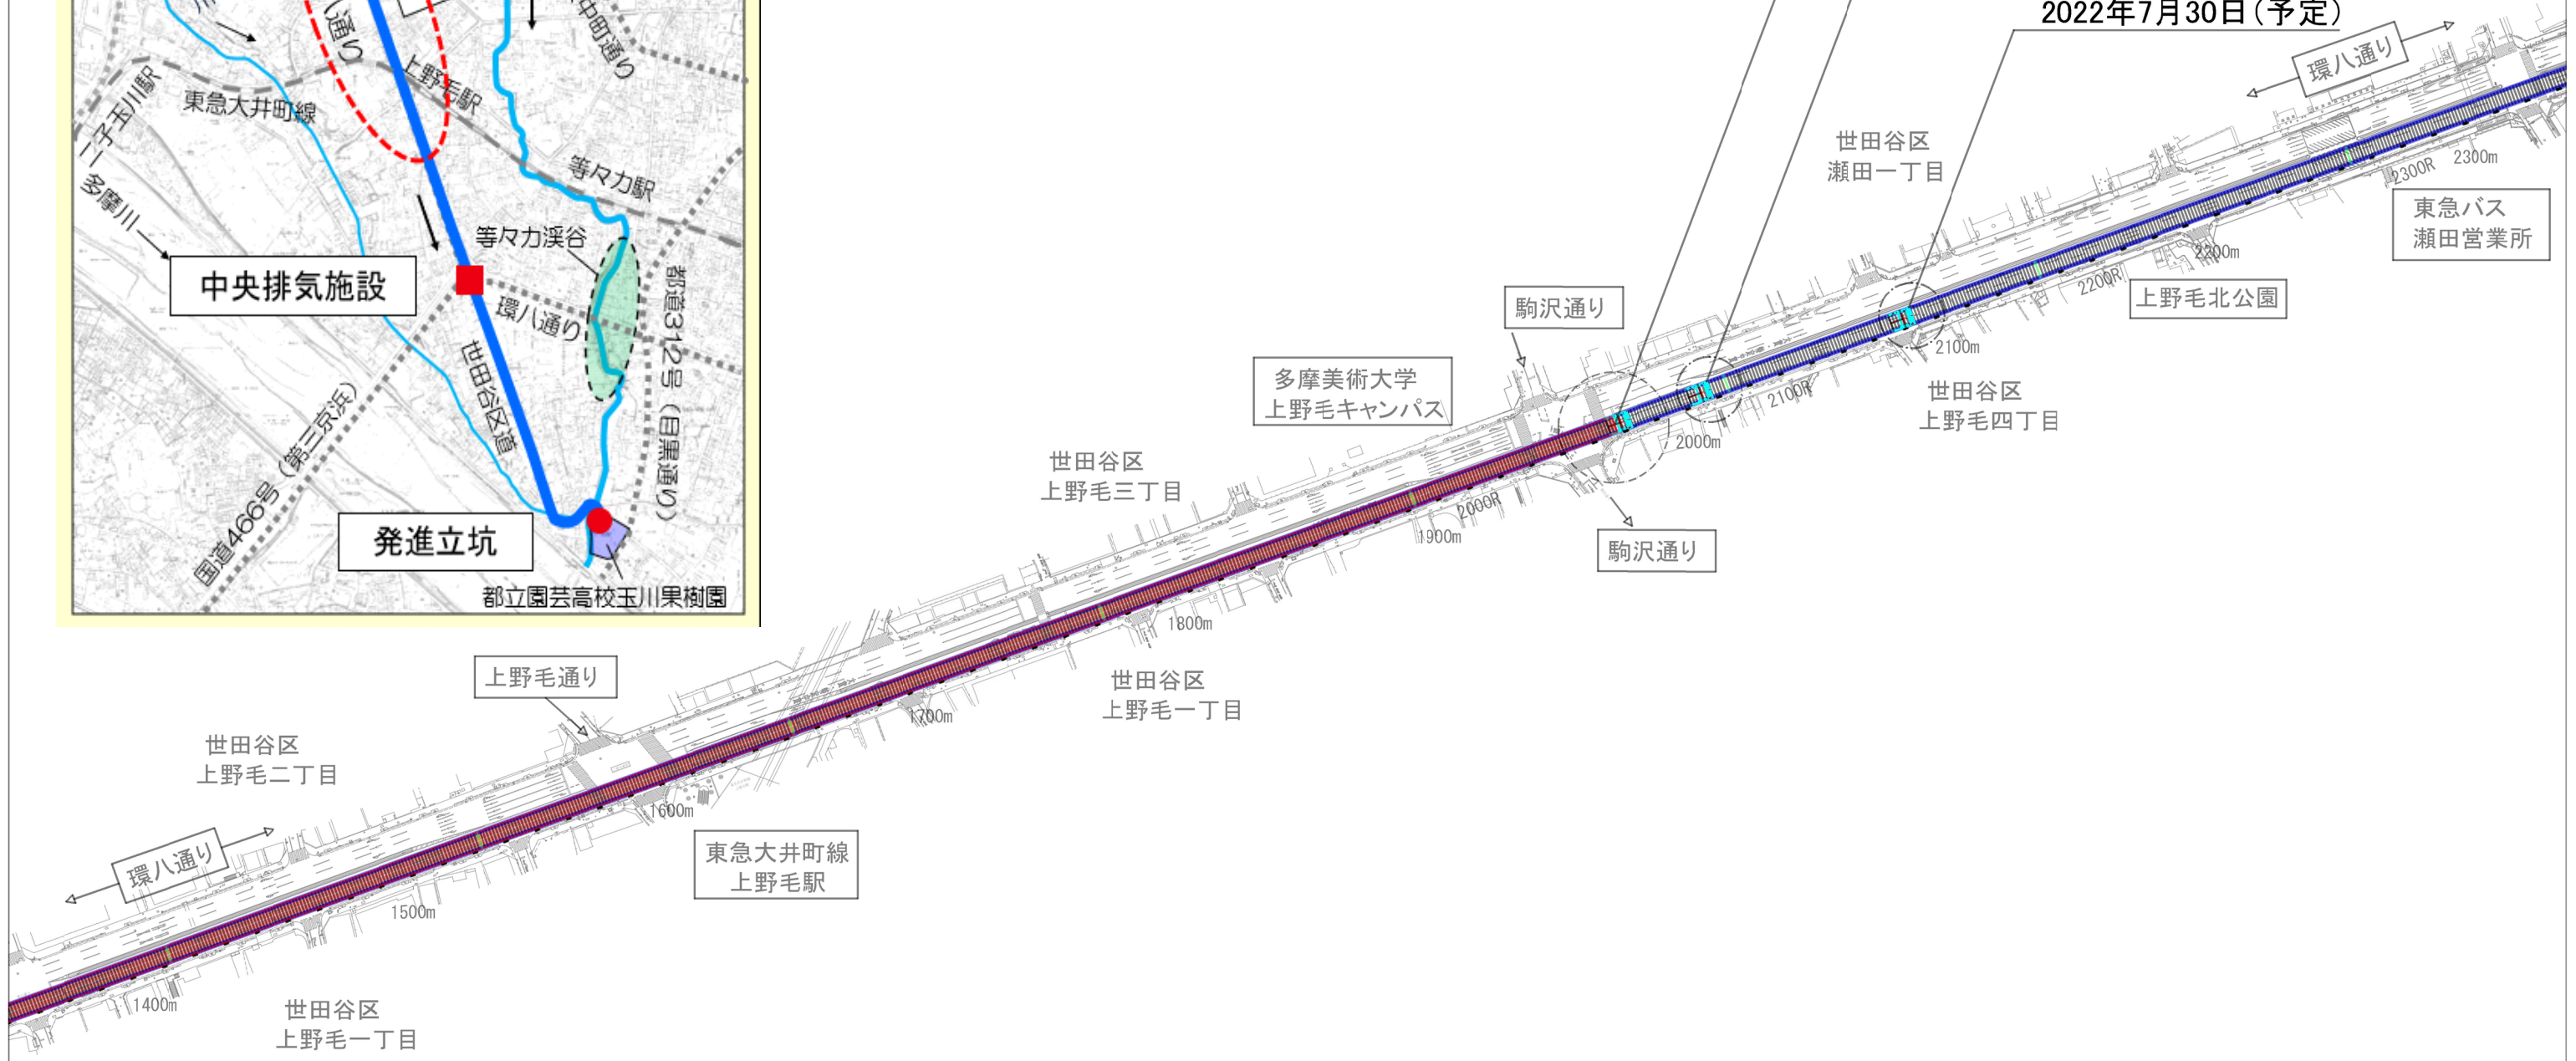 2022年7月30日（予定）
八通り
中町通り
上野毛駅
二子玉川駅
東急大井町線
多摩川
等々力駅
等々力渓谷
中央排気施設
環八通り
都道312号（目黒通り）
世田谷区道
国道466号（第三京浜）
発進立坑
都立園芸高校玉川果樹園
環八通り
世田谷区
瀬田一丁目
2300m
2300R
東急バス
瀬田営業所
2200m
2200R
上野毛北公園
駒沢通り
2100m
2100R
世田谷区
上野毛四丁目
多摩美術大学
上野毛キャンパス
2000m
世田谷区
上野毛三丁目
2000R
1900m
駒沢通り
1800m
上野毛通り
世田谷区
上野毛一丁目
1700m
世田谷区
上野毛二丁目
1600m
東急大井町線
上野毛駅
環八通り
1500m
1400m
世田谷区
上野毛一丁目